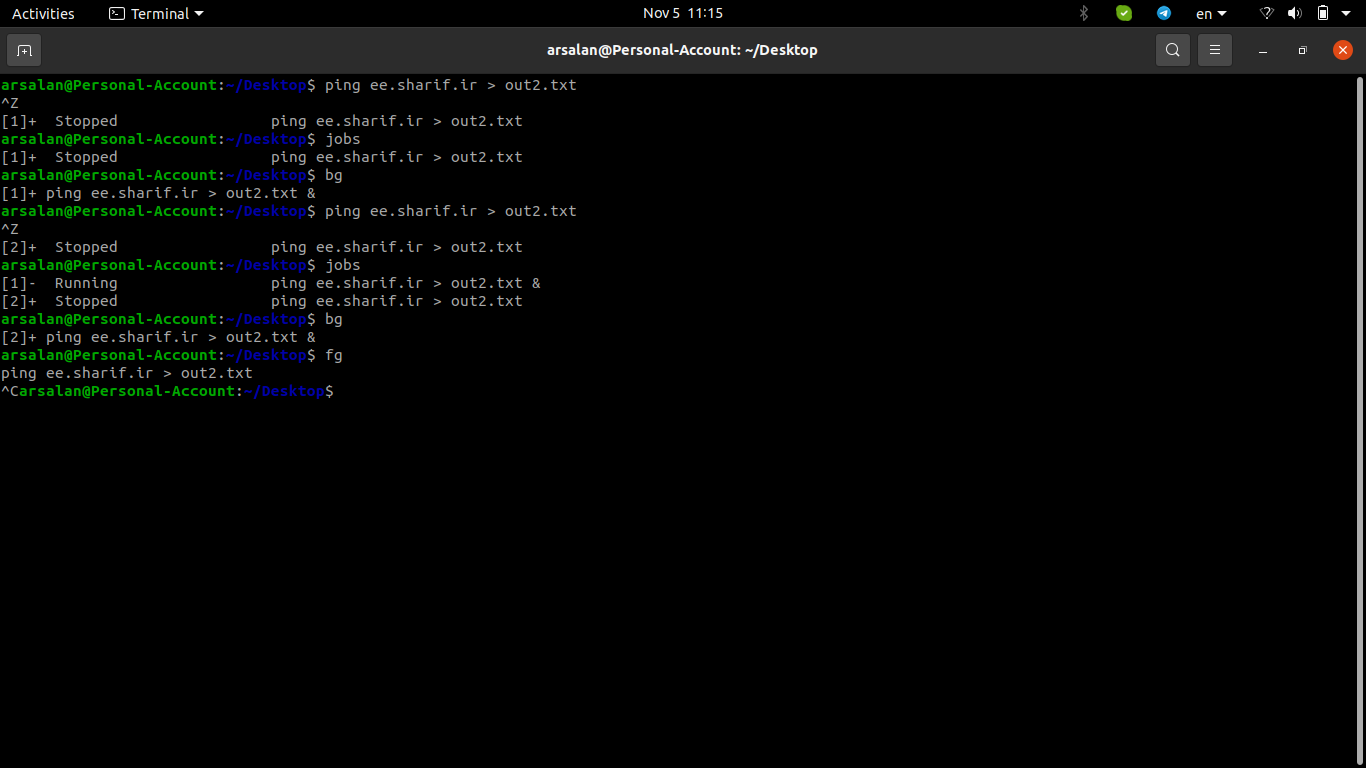 Activities Terminal Nov 5 11:15 en
arsalan@Personal-Account: ~/Desktop
arsalan@Personal-Account:~/Desktop$ ping ee.sharif.ir > out2.txt
^Z
[1]+  Stopped                 ping ee.sharif.ir > out2.txt
arsalan@Personal-Account:~/Desktop$ jobs
[1]+  Stopped                 ping ee.sharif.ir > out2.txt
arsalan@Personal-Account:~/Desktop$ bg
[1]+ ping ee.sharif.ir > out2.txt &
arsalan@Personal-Account:~/Desktop$ ping ee.sharif.ir > out2.txt
^Z
[2]+  Stopped                 ping ee.sharif.ir > out2.txt
arsalan@Personal-Account:~/Desktop$ jobs
[1]-  Running                 ping ee.sharif.ir > out2.txt &
[2]+  Stopped                 ping ee.sharif.ir > out2.txt
arsalan@Personal-Account:~/Desktop$ bg
[2]+ ping ee.sharif.ir > out2.txt &
arsalan@Personal-Account:~/Desktop$ fg
ping ee.sharif.ir > out2.txt
^Carsalan@Personal-Account:~/Desktop$